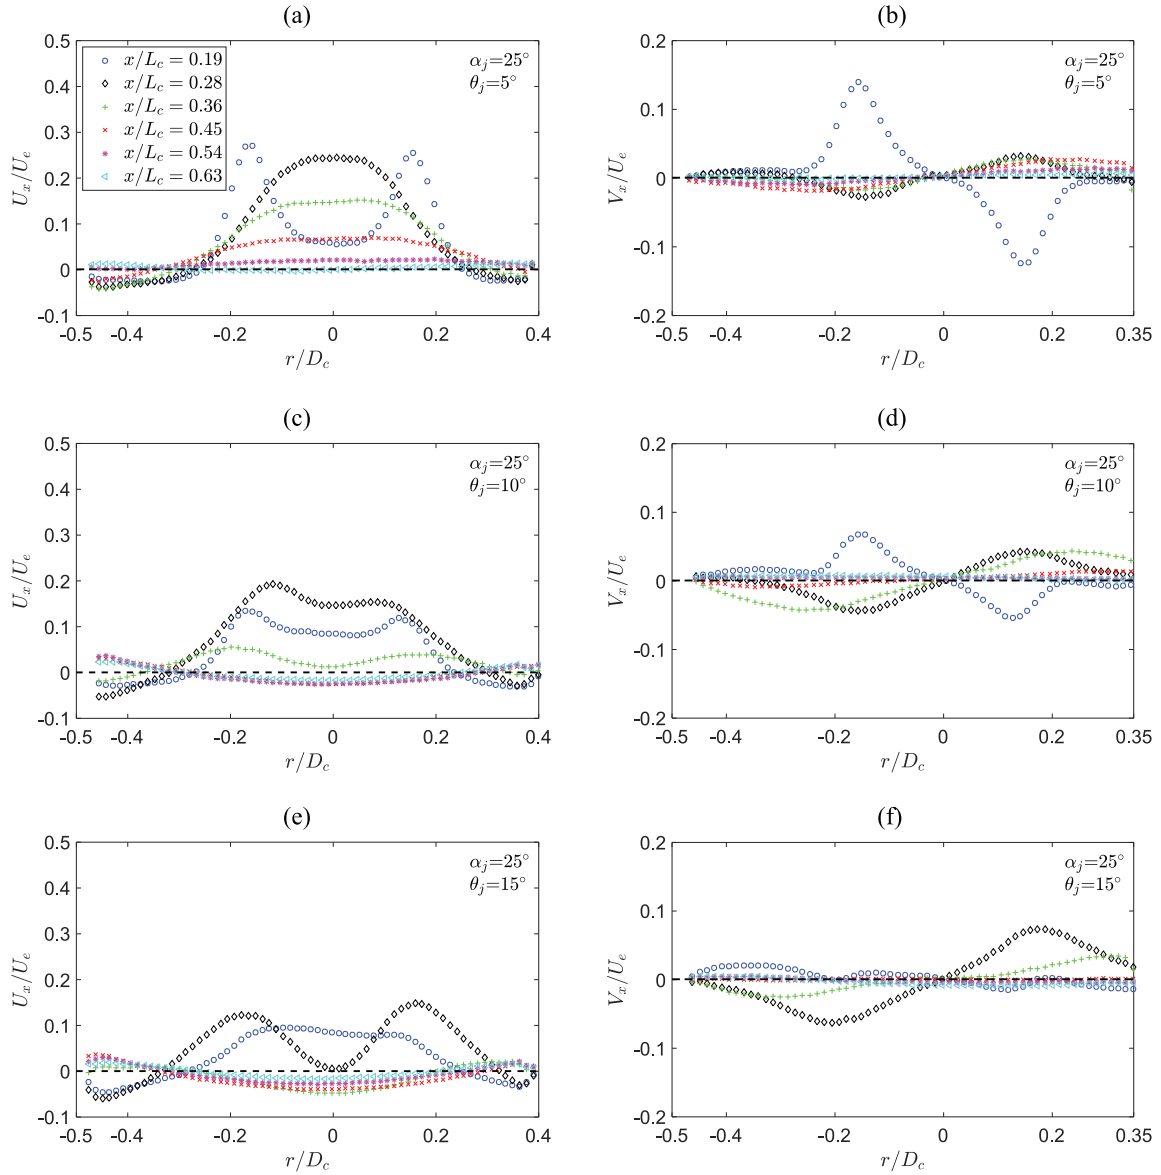 (a)
0.5
0.4
0.3
0.2
0.1
0
-0.1
U_x/U_e
x/L_c = 0.19
x/L_c = 0.28
x/L_c = 0.36
x/L_c = 0.45
x/L_c = 0.54
x/L_c = 0.63
α_j=25°
θ_j=5°
-0.5 -0.4 -0.2 0 0.2 0.4
r/D_c
(b)
0.2
0.1
0
-0.1
-0.2
V_x/U_e
α_j=25°
θ_j=5°
-0.5 -0.4 -0.2 0 0.2 0.35
r/D_c
(c)
0.5
0.4
0.3
0.2
0.1
0
-0.1
U_x/U_e
α_j=25°
θ_j=10°
-0.5 -0.4 -0.2 0 0.2 0.4
r/D_c
(d)
0.2
0.1
0
-0.1
-0.2
V_x/U_e
α_j=25°
θ_j=10°
-0.5 -0.4 -0.2 0 0.2 0.35
r/D_c
(e)
0.5
0.4
0.3
0.2
0.1
0
-0.1
U_x/U_e
α_j=25°
θ_j=15°
-0.5 -0.4 -0.2 0 0.2 0.4
r/D_c
(f)
0.2
0.1
0
-0.1
-0.2
V_x/U_e
α_j=25°
θ_j=15°
-0.5 -0.4 -0.2 0 0.2 0.35
r/D_c